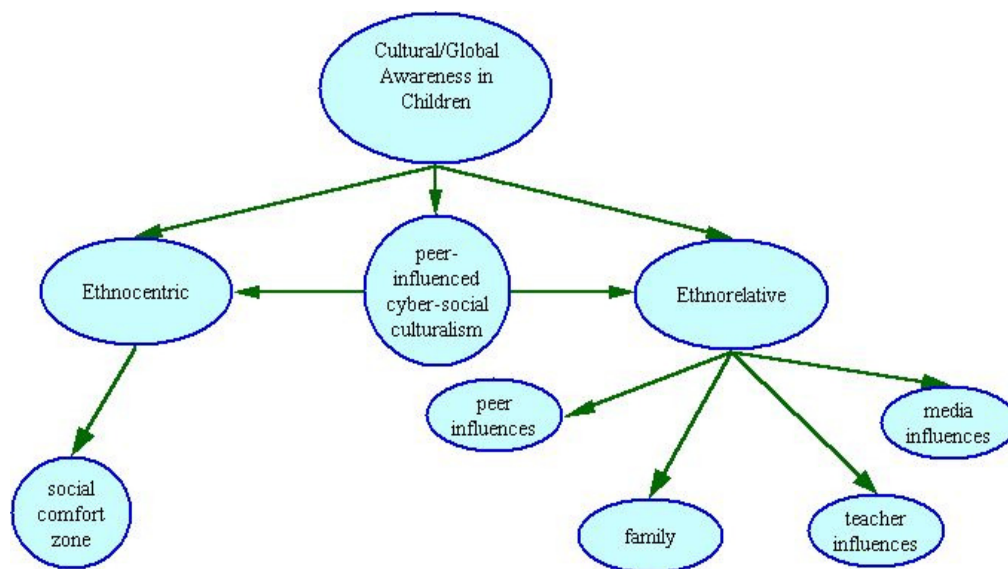 Cultural/Global
Awareness in
Children
Ethnocentric
peer-
influenced
cyber-social
culturalism
Ethnorelative
peer
influences
media
influences
social
comfort
zone
family
teacher
influences